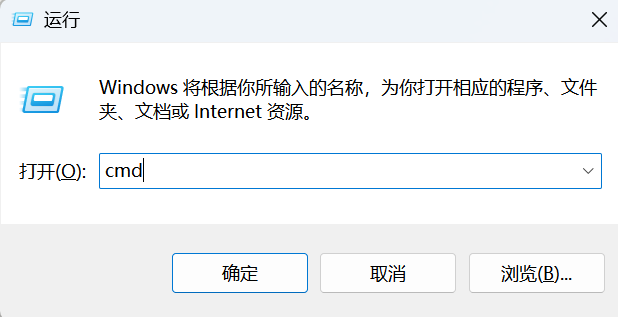 运行
Windows 将根据你所输入的名称，为你打开相应的程序、文件
夹、文档或 Internet 资源。
打开(O): cmd
确定 取消 浏览(B)...